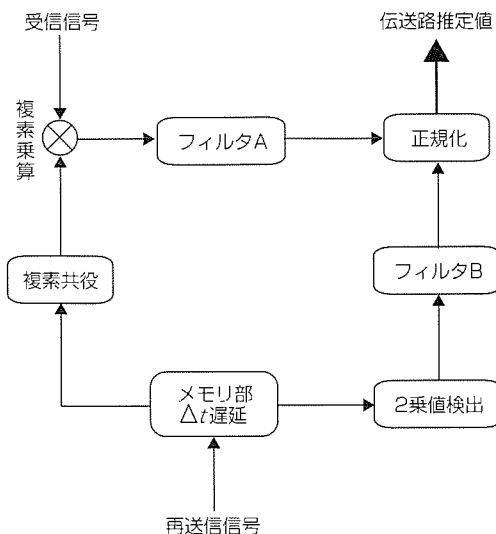 受信信号
伝送路推定値
複素乗算
フィルタA
正規化
複素共役
フィルタB
メモリ部
Δt遅延
2乗値検出
再送信信号